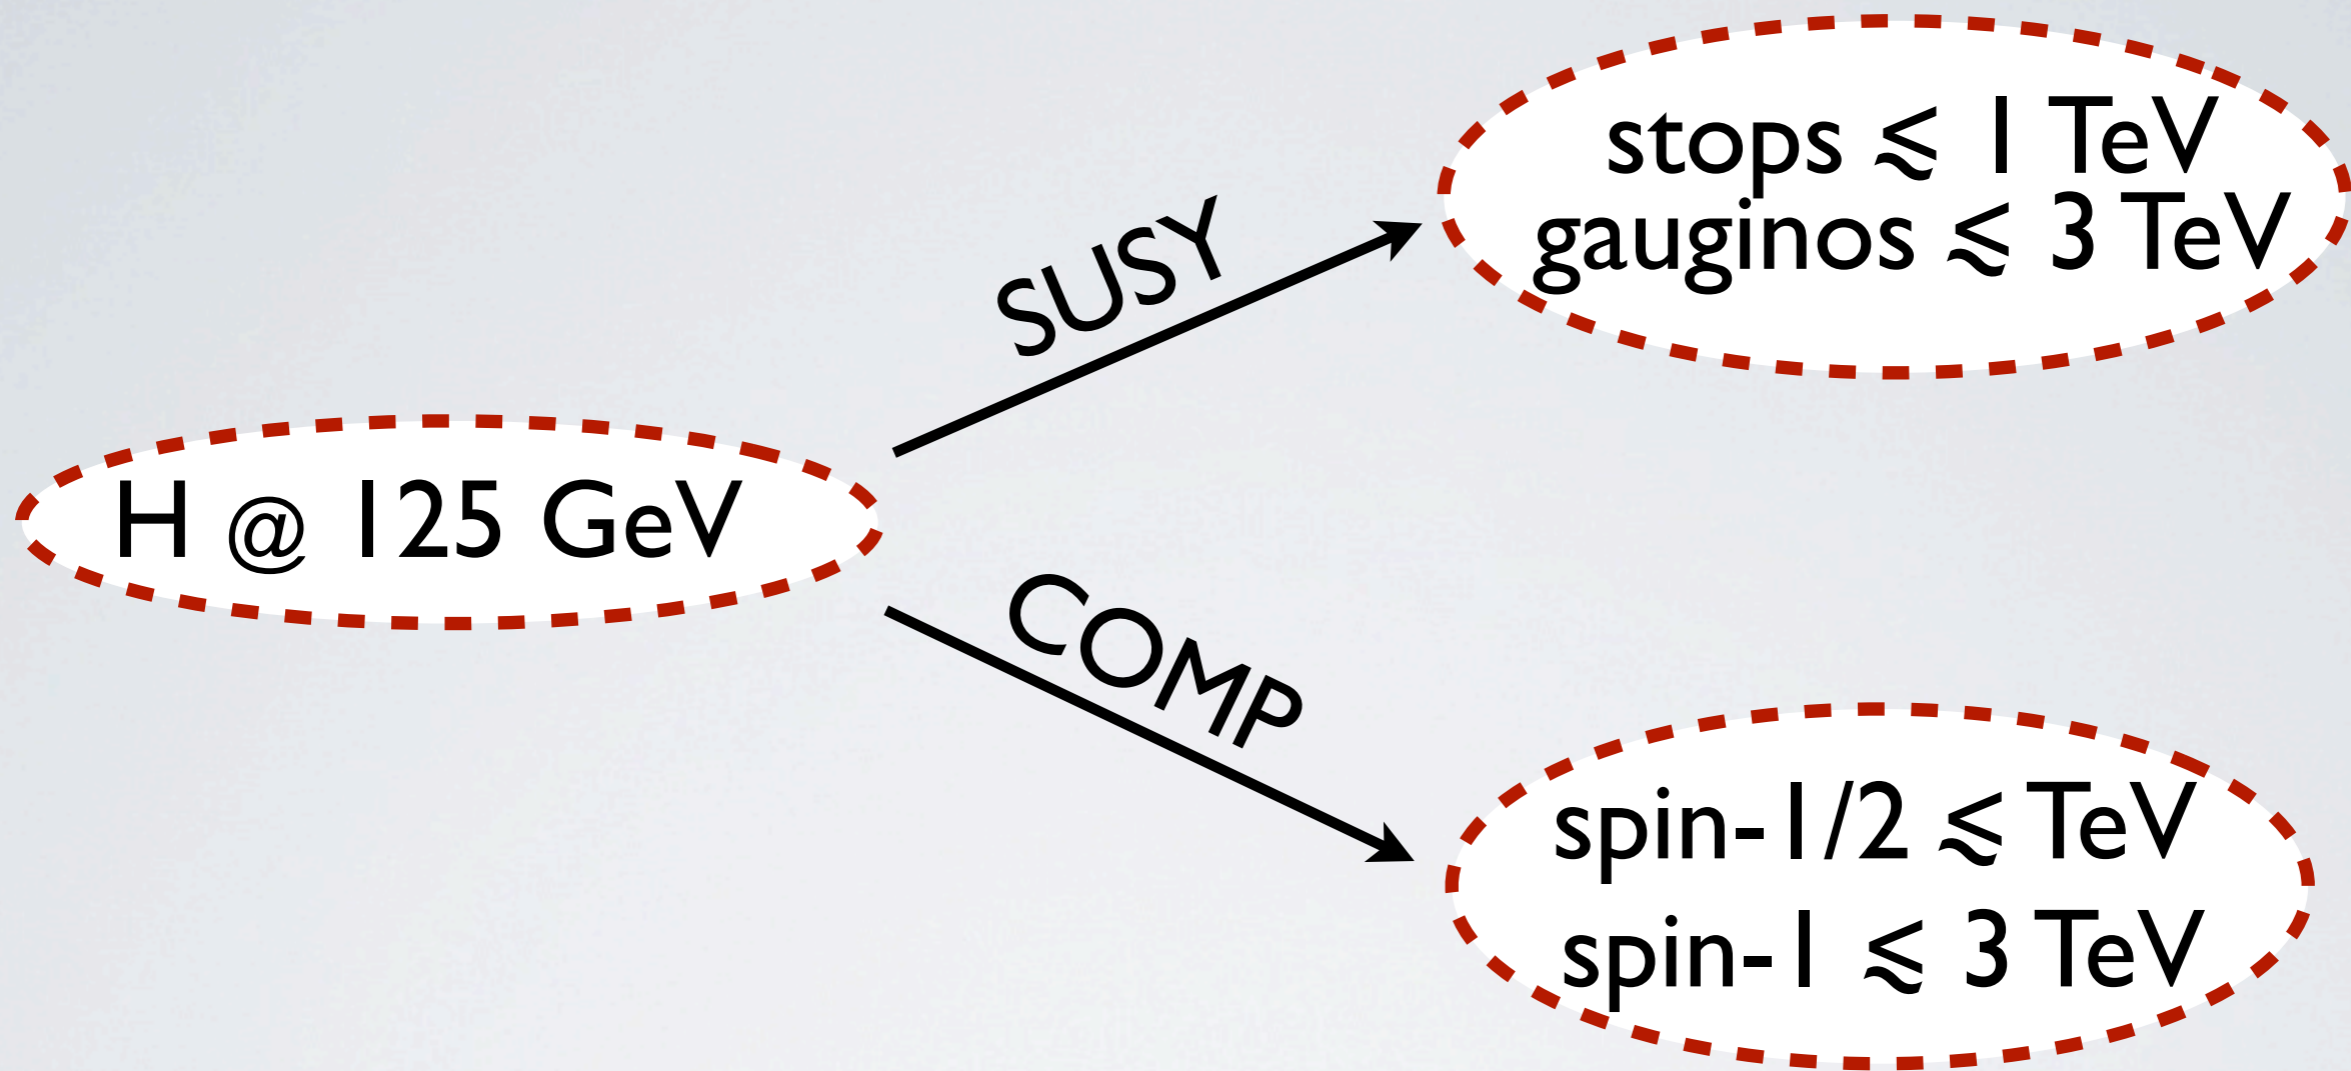 stops ≲ 1 TeV
gauginos ≲ 3 TeV
SUSY
H @ 125 GeV
COMP
spin-1/2 ≲ TeV
spin-1 ≲ 3 TeV